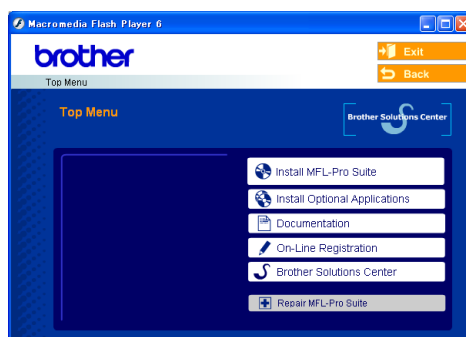 Macromedia Flash Player 6
brother
Exit
Back
Top Menu
Top Menu
Brother Solutions Center
Install MFL-Pro Suite
Install Optional Applications
Documentation
On-Line Registration
Brother Solutions Center
Repair MFL-Pro Suite